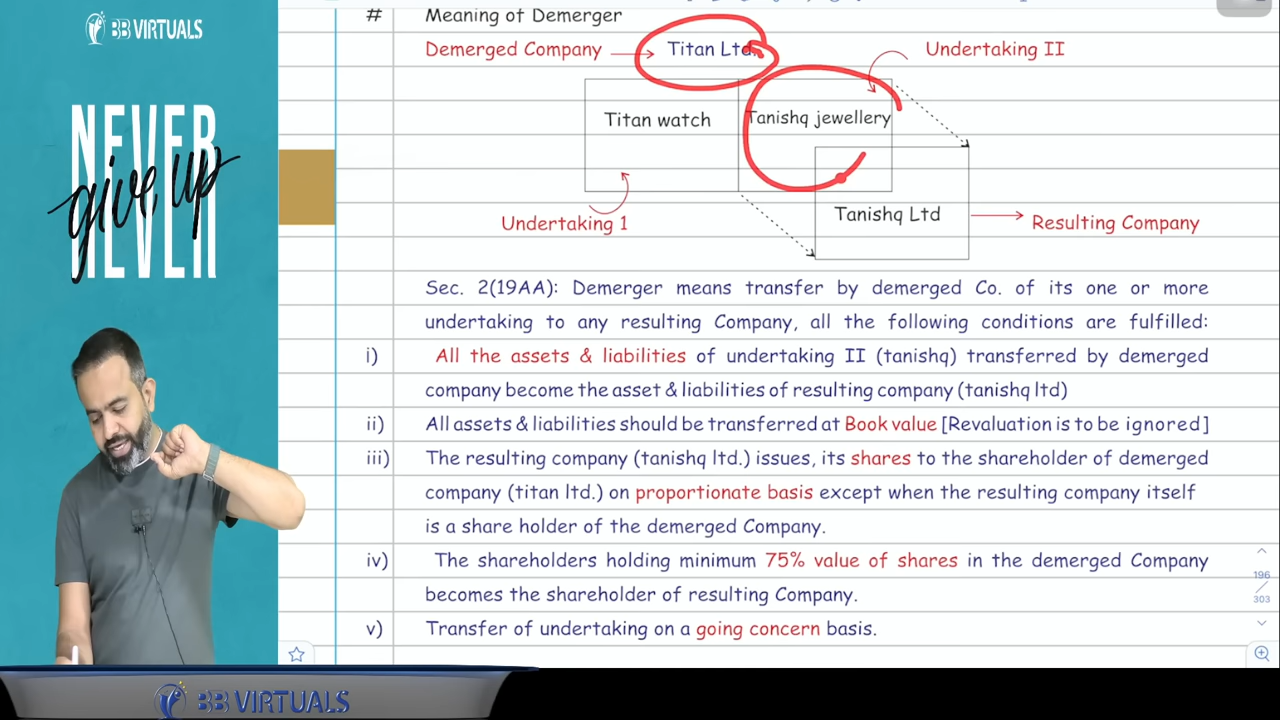 BB VIRTUALS
NEVER
give up
NEVER
# Meaning of Demerger
Demerged Company
Titan Ltd.
Undertaking II
Titan watch
Tanishq jewellery
Tanishq Ltd
Undertaking 1
Resulting Company
Sec. 2(19AA): Demerger means transfer by demerged Co. of its one or more
undertaking to any resulting Company, all the following conditions are fulfilled:
i) All the assets & liabilities of undertaking II (tanishq) transferred by demerged
company become the asset & liabilities of resulting company (tanishq ltd)
ii) All assets & liabilities should be transferred at Book value [Revaluation is to be ignored]
iii) The resulting company (tanishq ltd.) issues, its shares to the shareholder of demerged
company (titan ltd.) on proportionate basis except when the resulting company itself
is a share holder of the demerged Company.
iv) The shareholders holding minimum 75% value of shares in the demerged Company
becomes the shareholder of resulting Company.
v) Transfer of undertaking on a going concern basis.
196
303
BB VIRTUALS